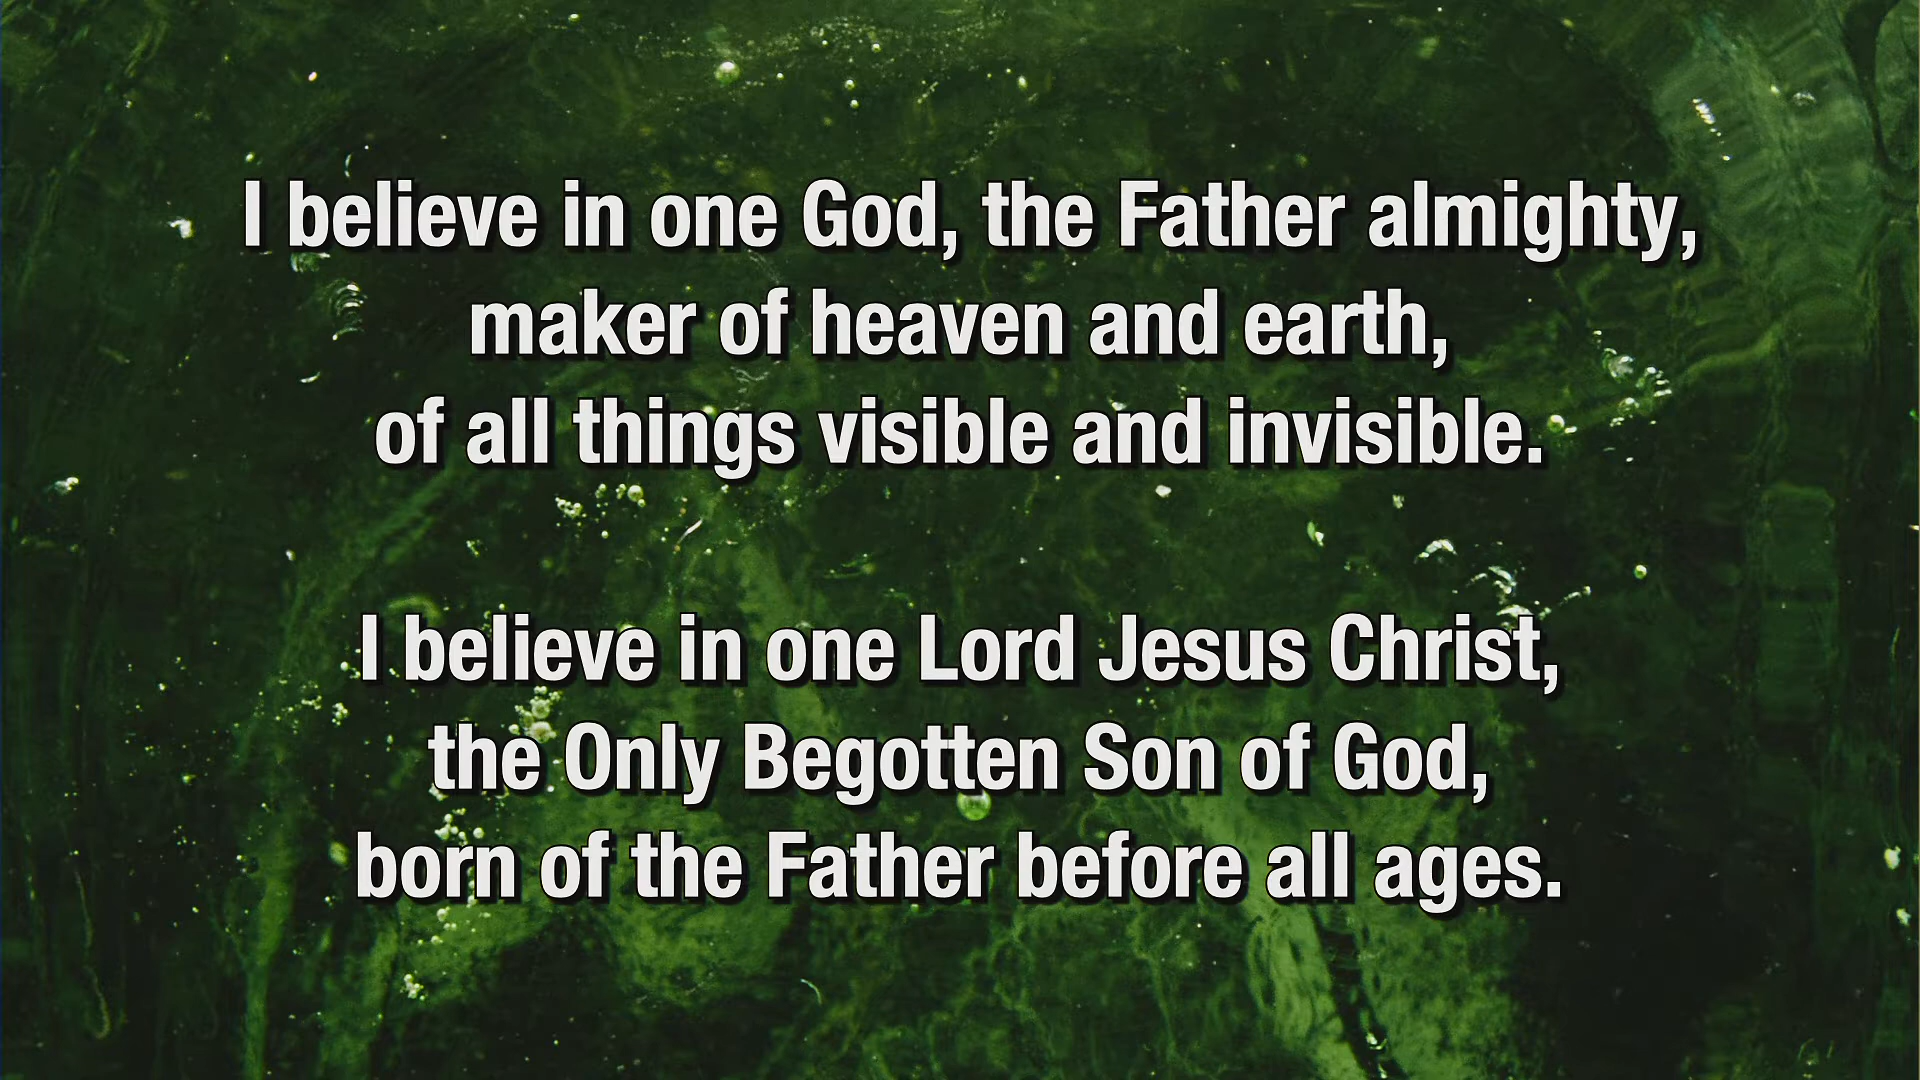 I believe in one God, the Father almighty,
maker of heaven and earth,
of all things visible and invisible.
I believe in one Lord Jesus Christ,
the Only Begotten Son of God,
born of the Father before all ages.